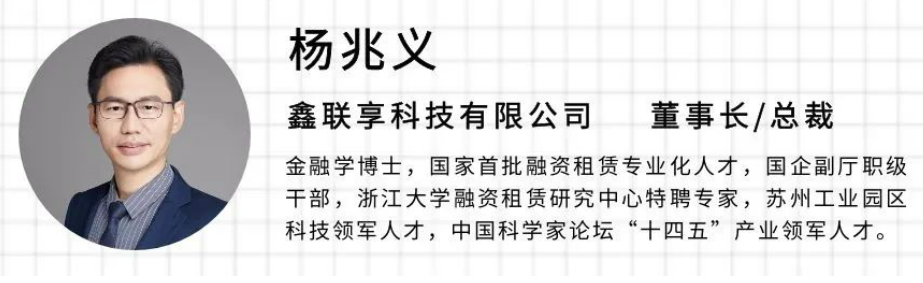 杨兆义
鑫联享科技有限公司 董事长/总裁
金融学博士，国家首批融资租赁专业化人才，国企副厅职级
干部，浙江大学融资租赁研究中心特聘专家，苏州工业园区
科技领军人才，中国科学家论坛“十四五”产业领军人才。